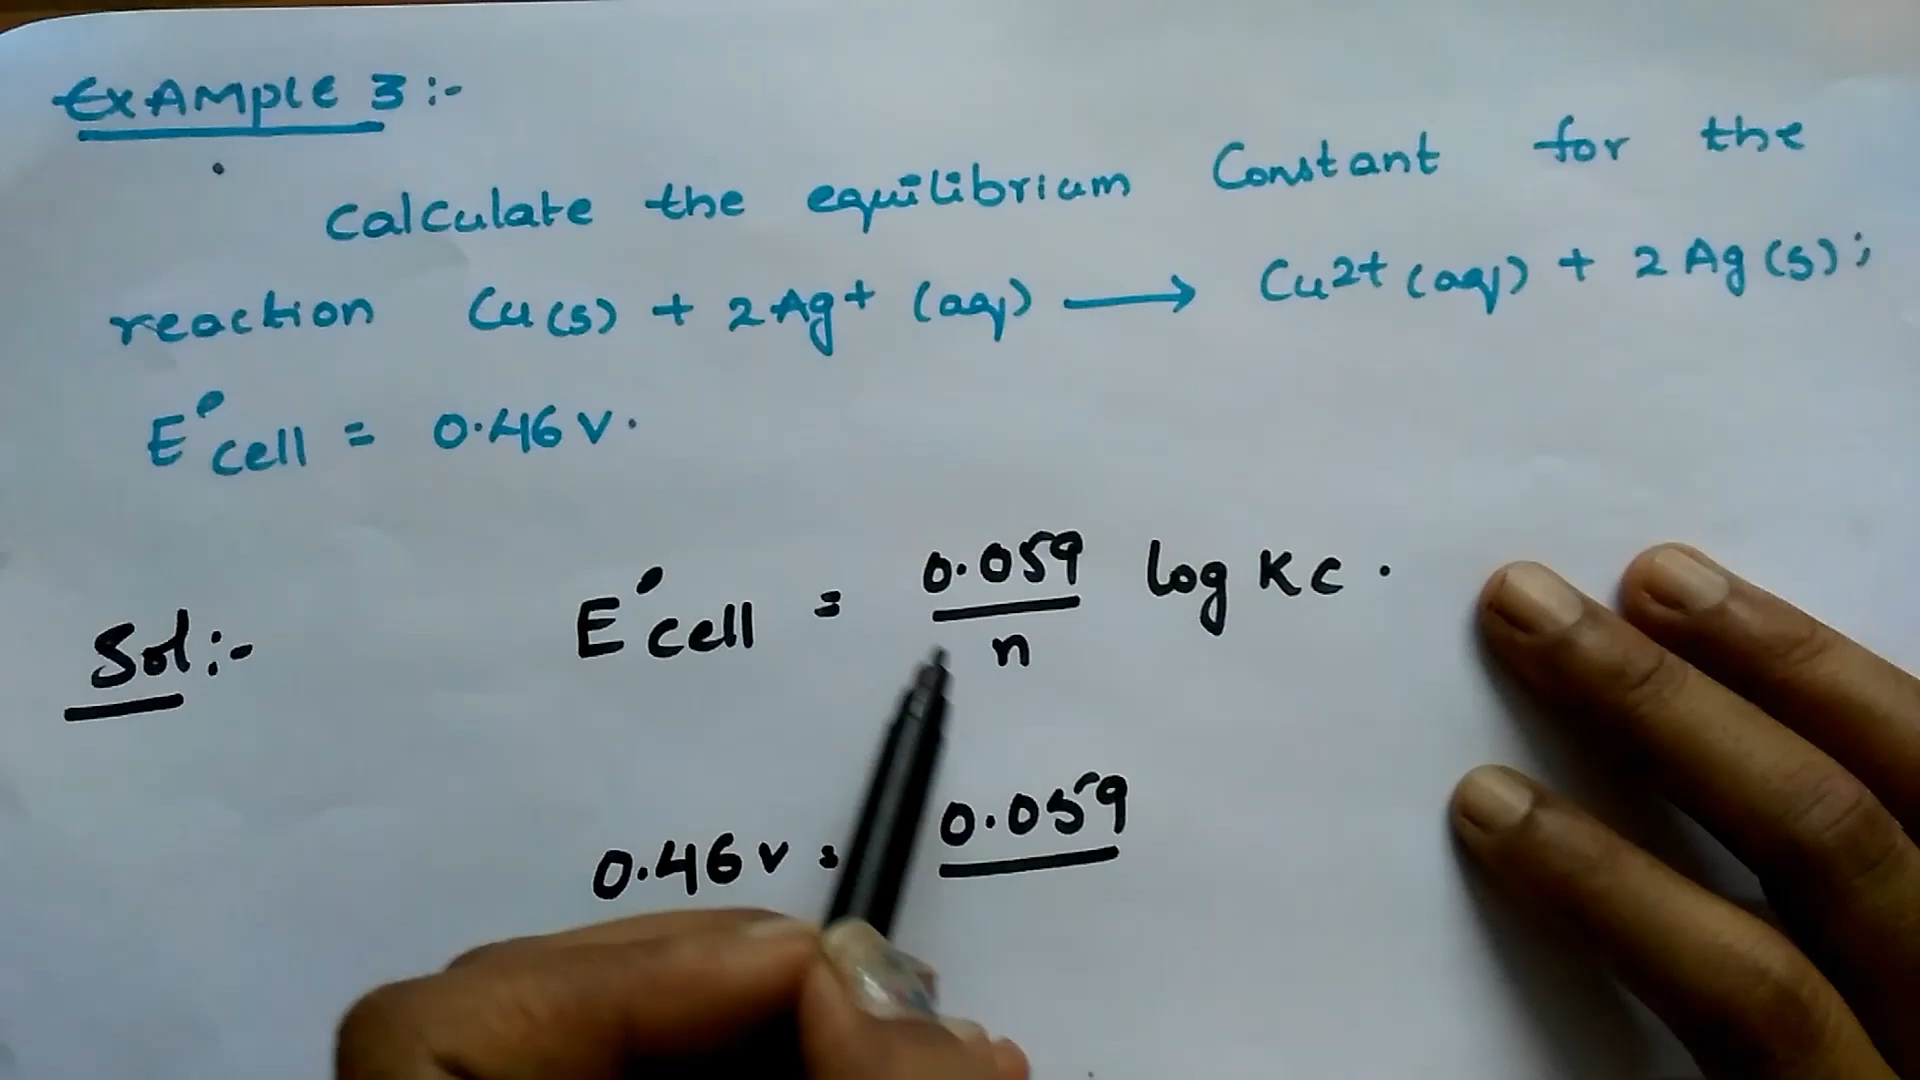 EXAMPLE 3:-
Calculate the equilibrium Constant for the
reaction Cu(s) + 2Ag+ (aq) ⟶ Cu2+ (aq) + 2Ag(s);
E°cell = 0.46 V.
Sol:- E°cell = 0.059/n log KC.
0.46 V = 0.059